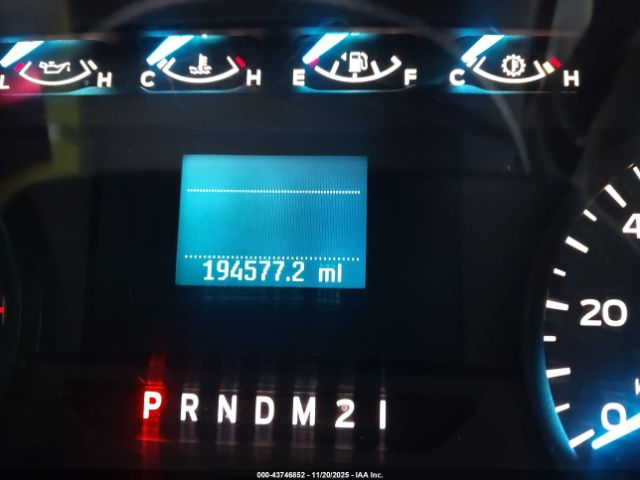 L H C H E F C H
194577.2 mi
4
20
0
P R N D M 2 1
000-43746852 - 11/20/2025 - IAA Inc.